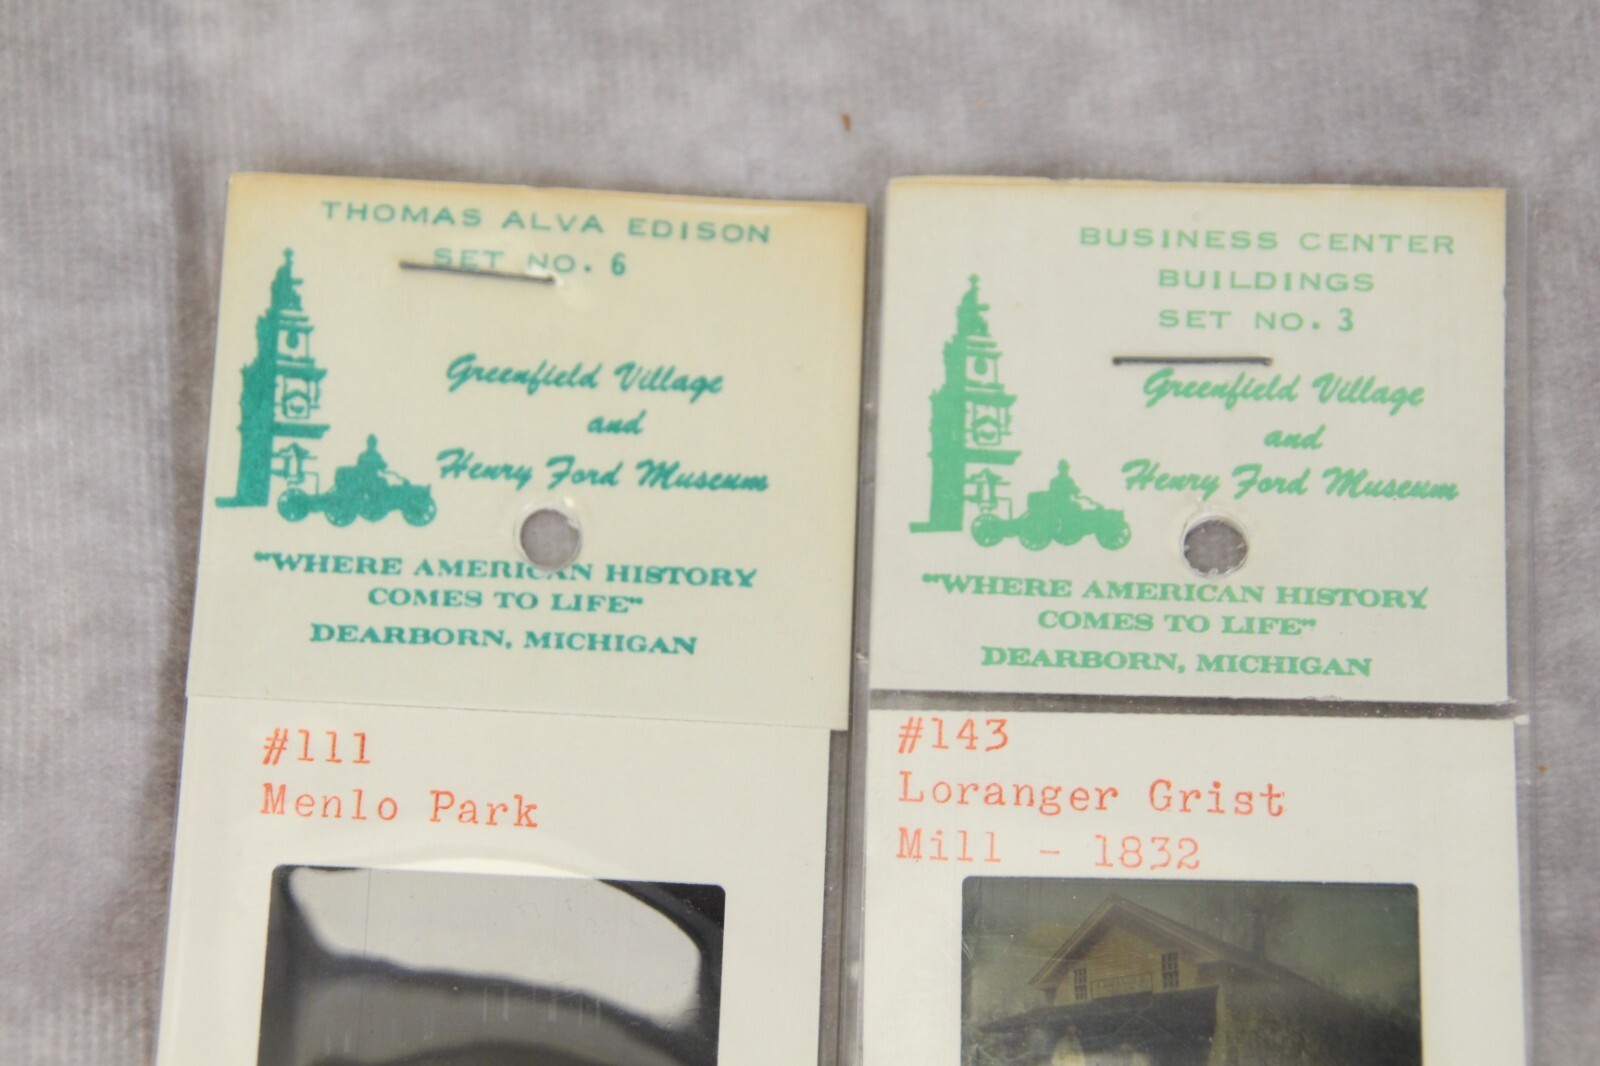 THOMAS ALVA EDISON
SET NO. 6
Greenfield Village
and
Henry Ford Museum
"WHERE AMERICAN HISTORY
COMES TO LIFE"
DEARBORN, MICHIGAN
#111
Menlo Park
BUSINESS CENTER
BUILDINGS
SET NO. 3
Greenfield Village
and
Henry Ford Museum
"WHERE AMERICAN HISTORY
COMES TO LIFE"
DEARBORN, MICHIGAN
#143
Loranger Grist
Mill - 1832